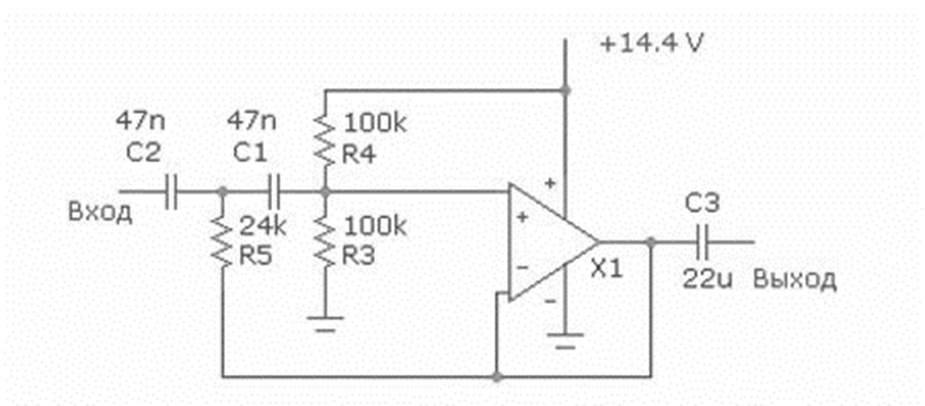 +14.4 V
47n
C2
47n
C1
100k
R4
Вход
24k
R5
100k
R3
+
+
-
-
X1
C3
22u
Выход